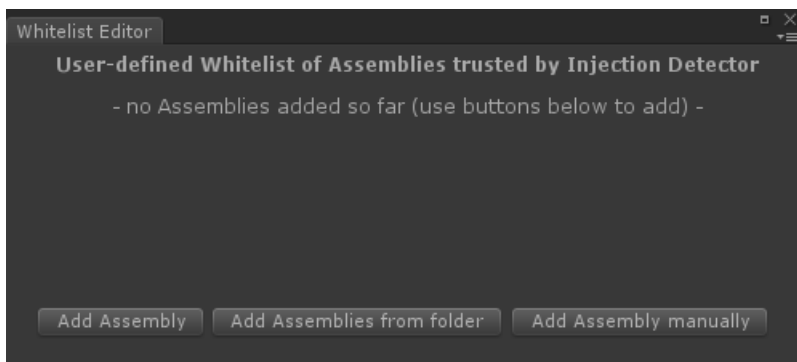 Whitelist Editor
User-defined Whitelist of Assemblies trusted by Injection Detector
- no Assemblies added so far (use buttons below to add) -
Add Assembly Add Assemblies from folder Add Assembly manually